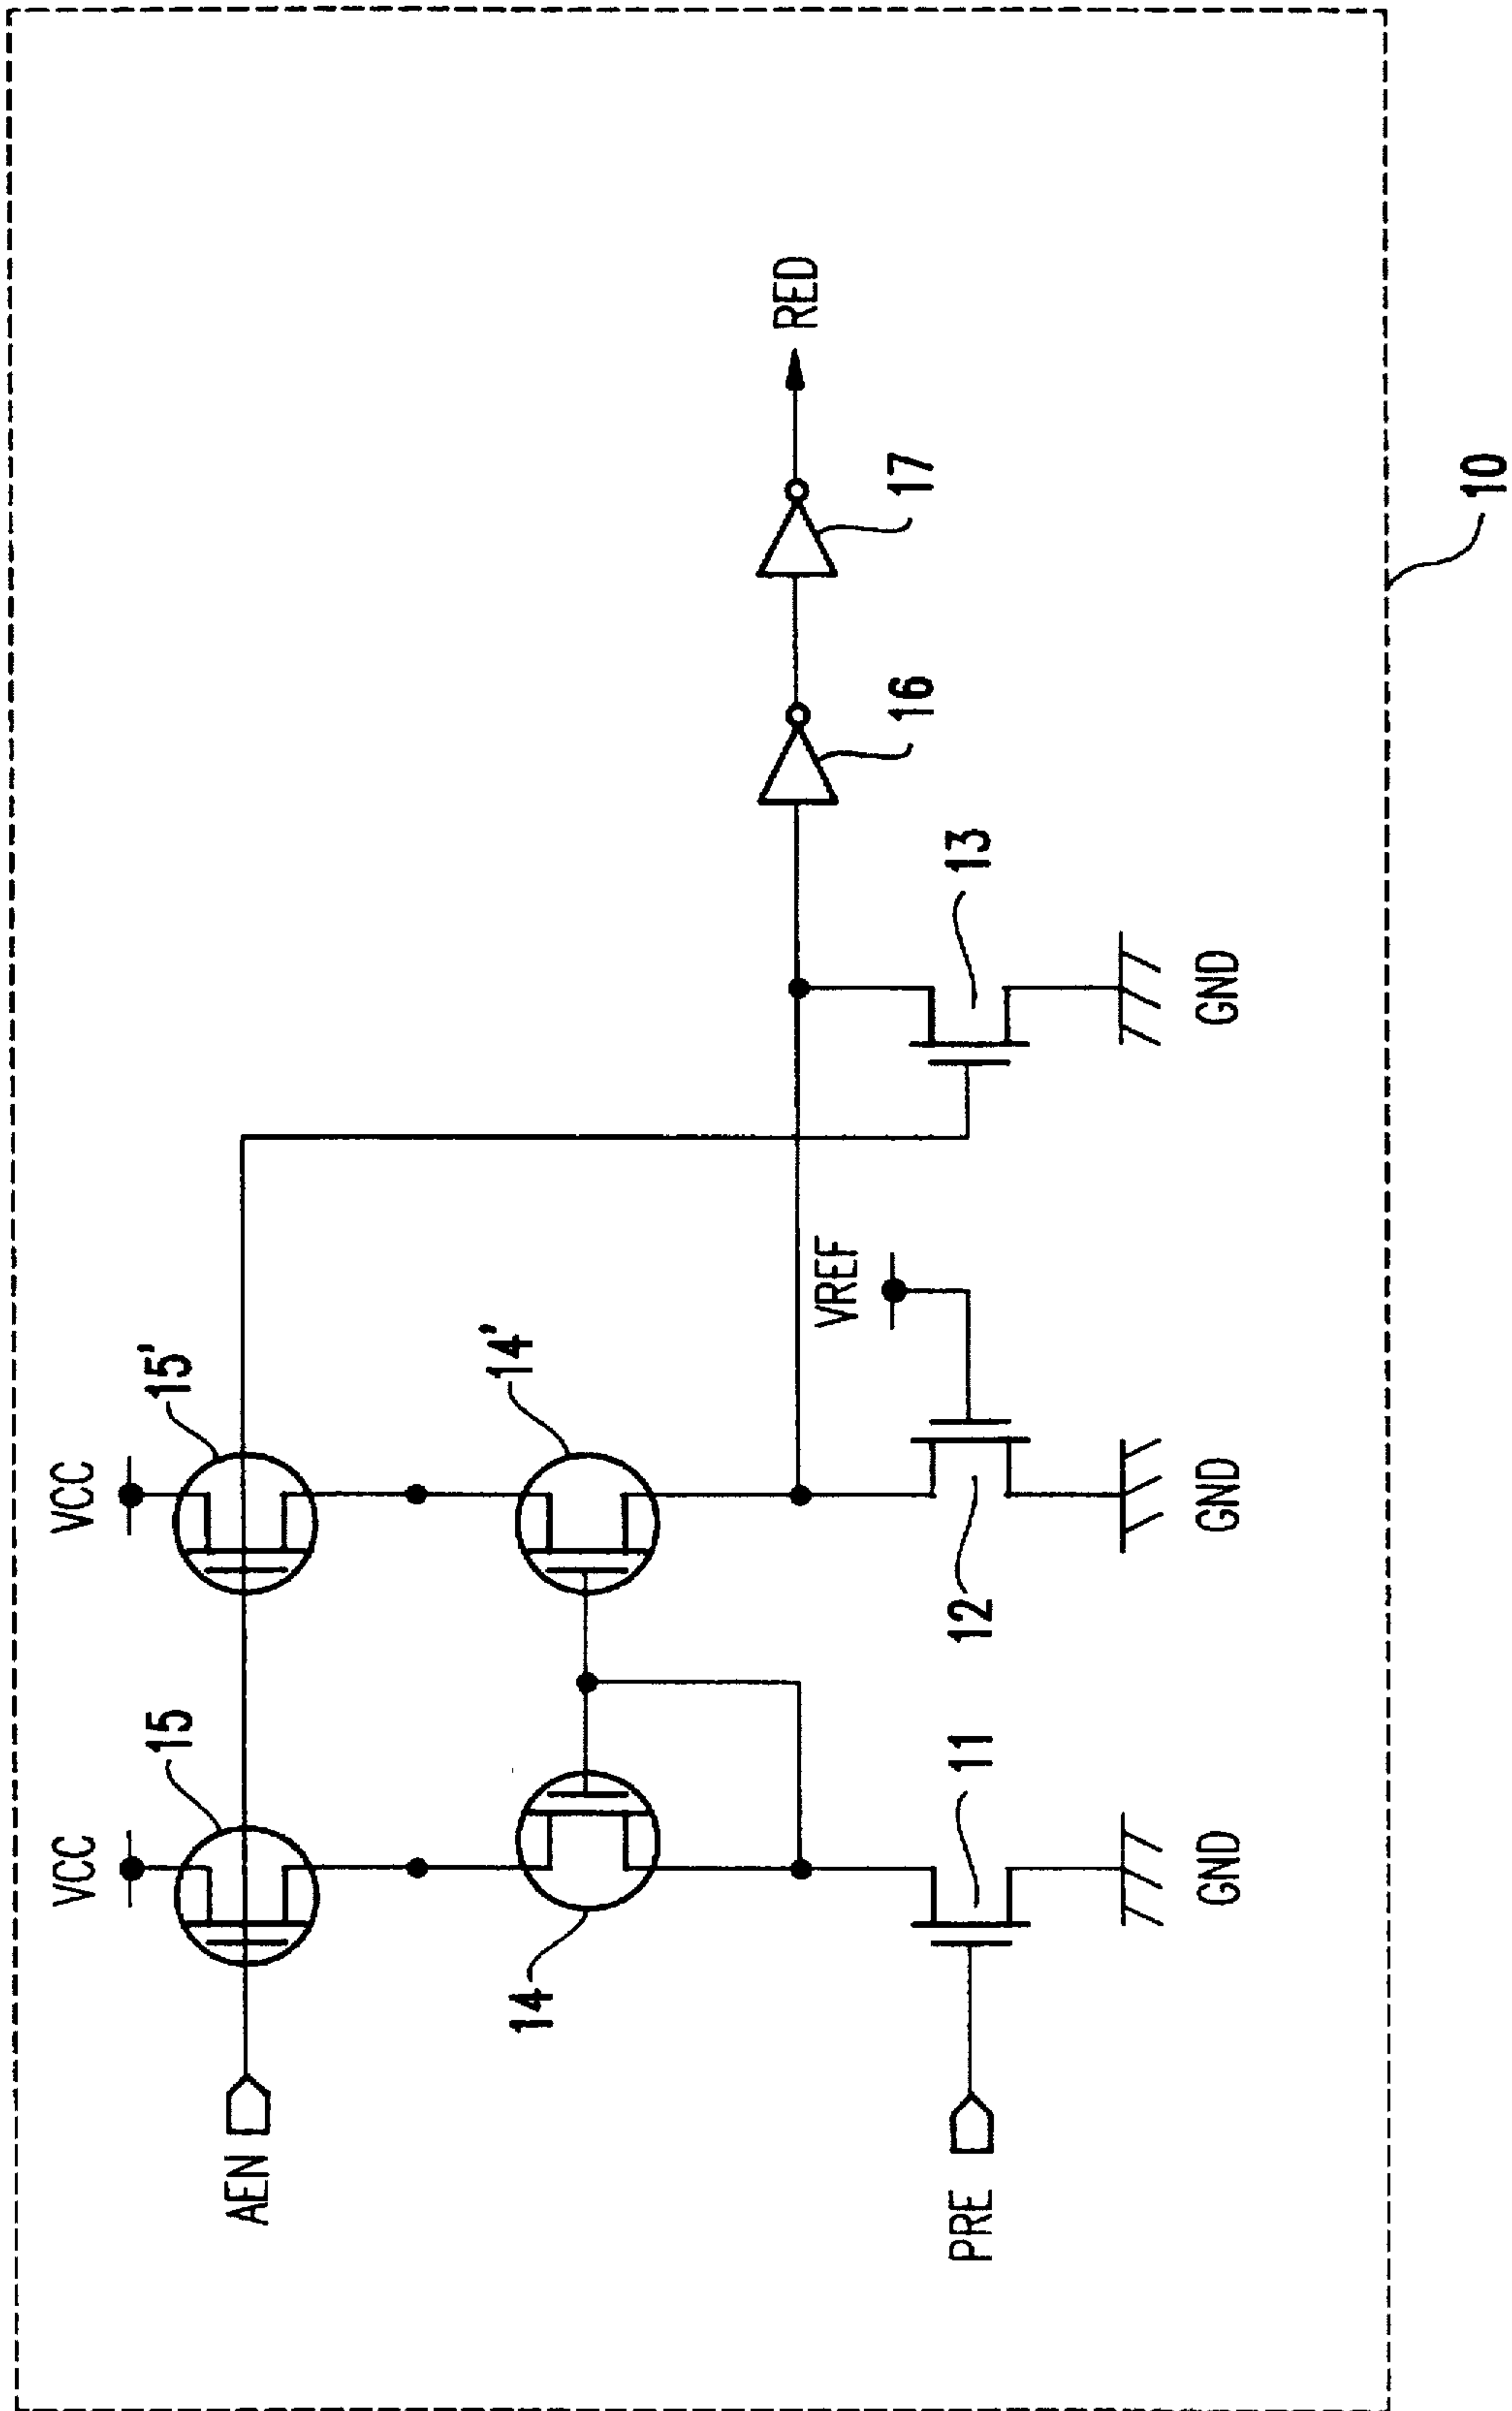 VCC
VCC
15
15'
AEN
14
14'
VREF
RED
16
17
PRE
11
12
13
GND
GND
GND
10